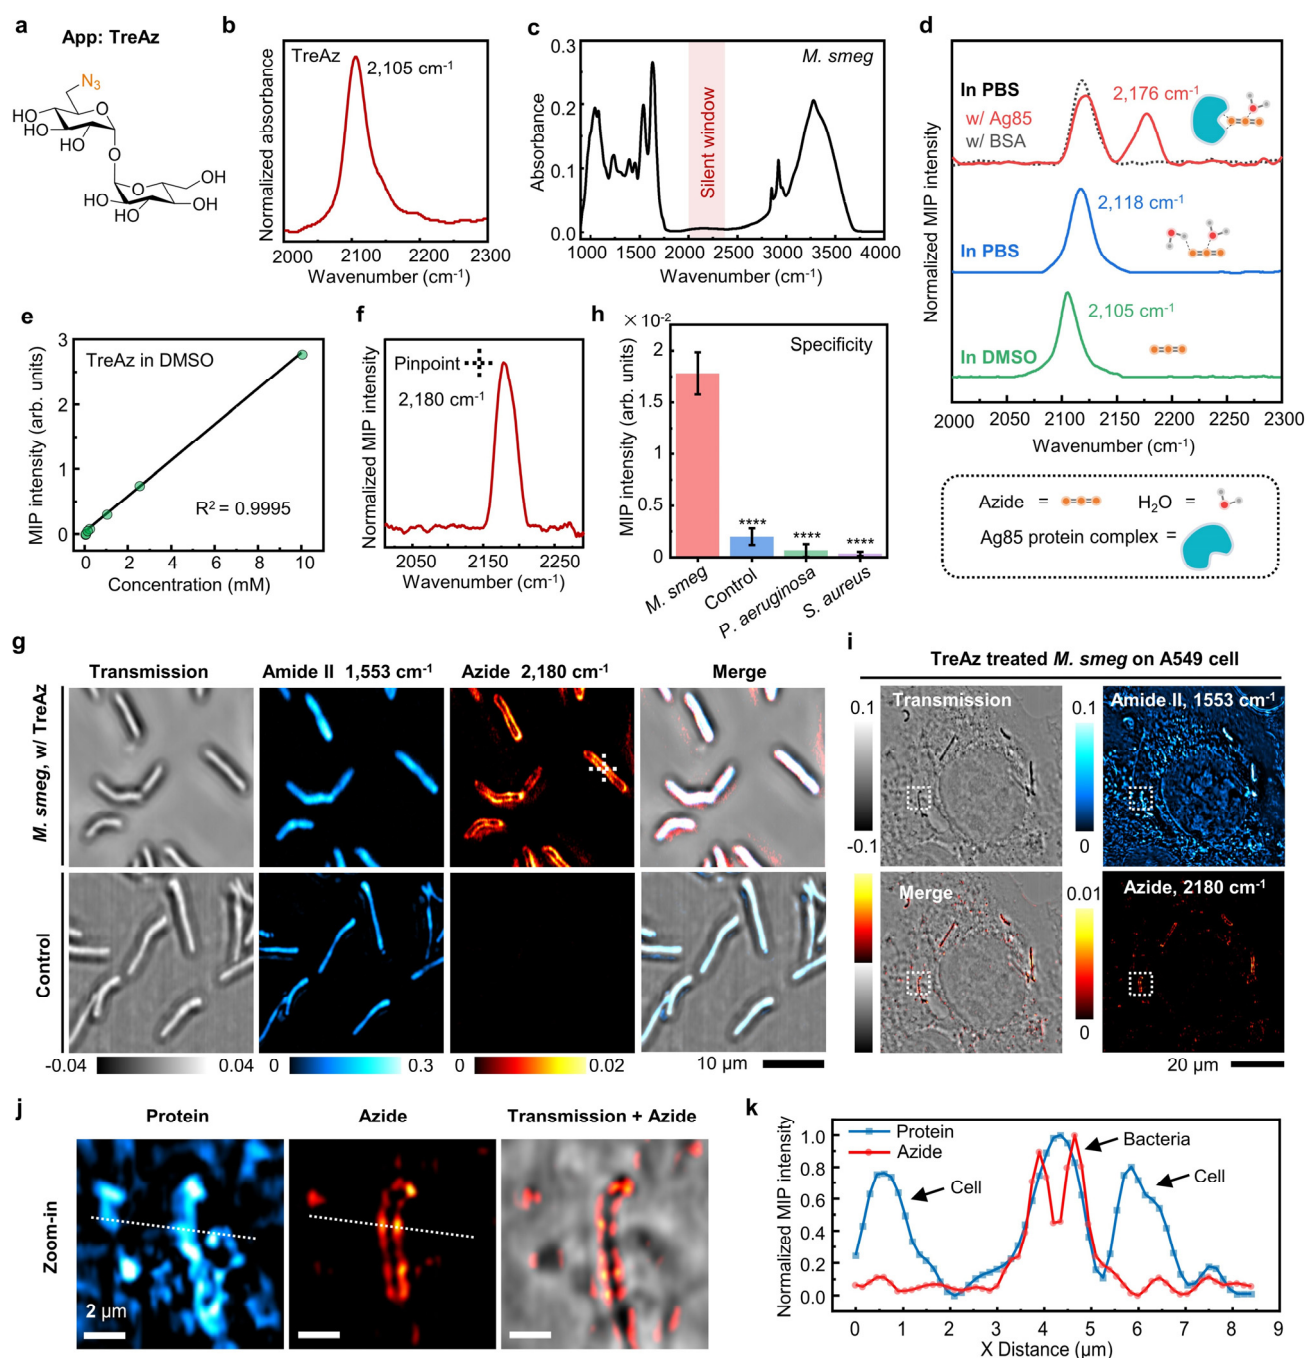 a
App: TreAz
N₃
HO
O
HO
HO
O
HO
OH
O
HO
HO
OH
b
TreAz
2,105 cm⁻¹
Normalized absorbance
2000 2100 2200 2300
Wavenumber (cm⁻¹)
c
M. smeg
Silent window
Absorbance
0.3
0.2
0.1
0.0
1000 1500 2000 2500 3000 3500 4000
Wavenumber (cm⁻¹)
d
In PBS
w/ Ag85
w/ BSA
2,176 cm⁻¹
In PBS
2,118 cm⁻¹
In DMSO
2,105 cm⁻¹
Normalized MIP intensity
2000 2050 2100 2150 2200 2300
Wavenumber (cm⁻¹)
Azide =
H₂O =
Ag85 protein complex =
e
TreAz in DMSO
R² = 0.9995
MIP intensity (arb. units)
3
2
1
0
0 2 4 6 8 10
Concentration (mM)
f
Pinpoint
2,180 cm⁻¹
Normalized MIP intensity
2050 2150 2250
Wavenumber (cm⁻¹)
h
× 10⁻²
Specificity
MIP intensity (arb. units)
2
1.5
1
0.5
0
****
****
****
M. smeg
Control
P. aeruginosa
S. aureus
g
Transmission
Amide II 1,553 cm⁻¹
Azide 2,180 cm⁻¹
Merge
M. smeg, w/ TreAz
Control
-0.04 0.04
0 0.3
0 0.02
10 µm
i
TreAz treated M. smeg on A549 cell
Transmission
Amide II, 1553 cm⁻¹
0.1
-0.1
0.1
0
Merge
Azide, 2180 cm⁻¹
0.01
0
20 µm
j
Protein
Azide
Transmission + Azide
Zoom-in
2 µm
k
Protein
Azide
Bacteria
Cell
Cell
Normalized MIP intensity
1.0
0.8
0.6
0.4
0.2
0.0
0 1 2 3 4 5 6 7 8 9
X Distance (µm)